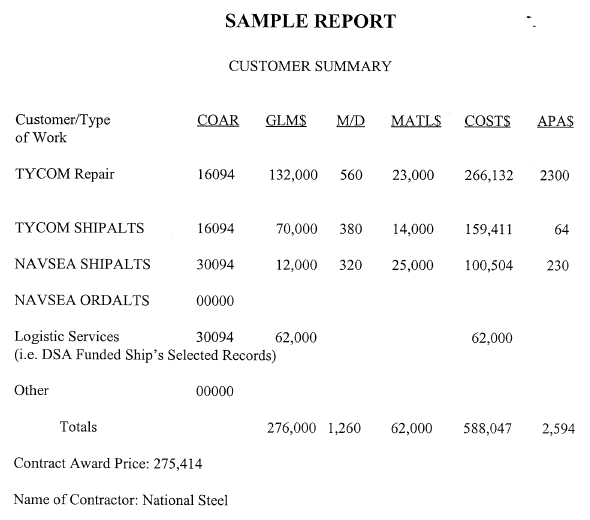 SAMPLE REPORT
CUSTOMER SUMMARY
Customer/Type of Work COAR GLM$ M/D MATL$ COST$ APA$
TYCOM Repair 16094 132,000 560 23,000 266,132 2300
TYCOM SHIPALTS 16094 70,000 380 14,000 159,411 64
NAVSEA SHIPALTS 30094 12,000 320 25,000 100,504 230
NAVSEA ORDALTS 00000
Logistic Services 30094 62,000 62,000
(i.e. DSA Funded Ship's Selected Records)
Other 00000
Totals 276,000 1,260 62,000 588,047 2,594
Contract Award Price: 275,414
Name of Contractor: National Steel